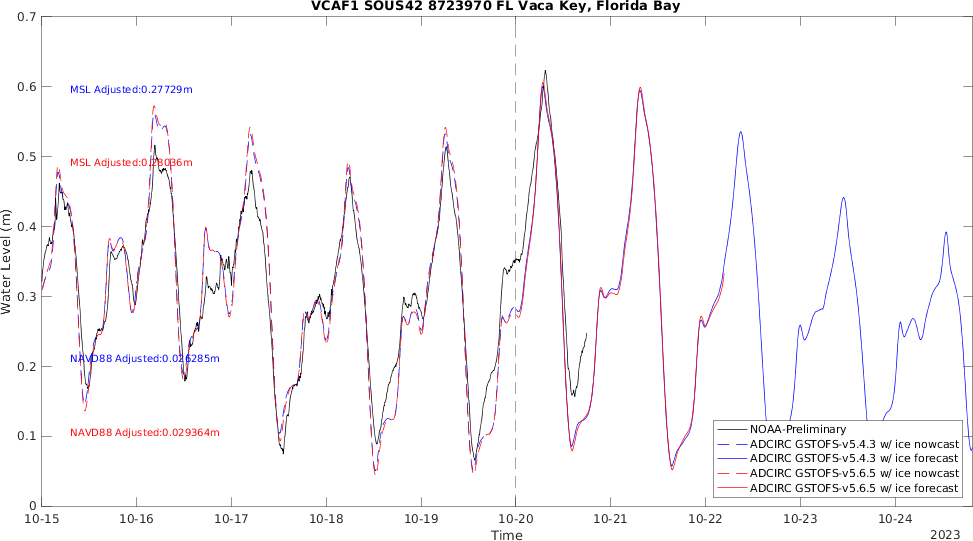 VCAF1 SOUS42 8723970 FL Vaca Key, Florida Bay
0.7
0.6
0.5
0.4
0.3
0.2
0.1
0
Water Level (m)
MSL Adjusted:0.27729m
MSL Adjusted:0.28036m
NAVD88 Adjusted:0.026285m
NAVD88 Adjusted:0.029364m
NOAA-Preliminary
ADCIRC GSTOFS-v5.4.3 w/ ice nowcast
ADCIRC GSTOFS-v5.4.3 w/ ice forecast
ADCIRC GSTOFS-v5.6.5 w/ ice nowcast
ADCIRC GSTOFS-v5.6.5 w/ ice forecast
10-15 10-16 10-17 10-18 10-19 10-20 10-21 10-22 10-23 10-24
Time
2023